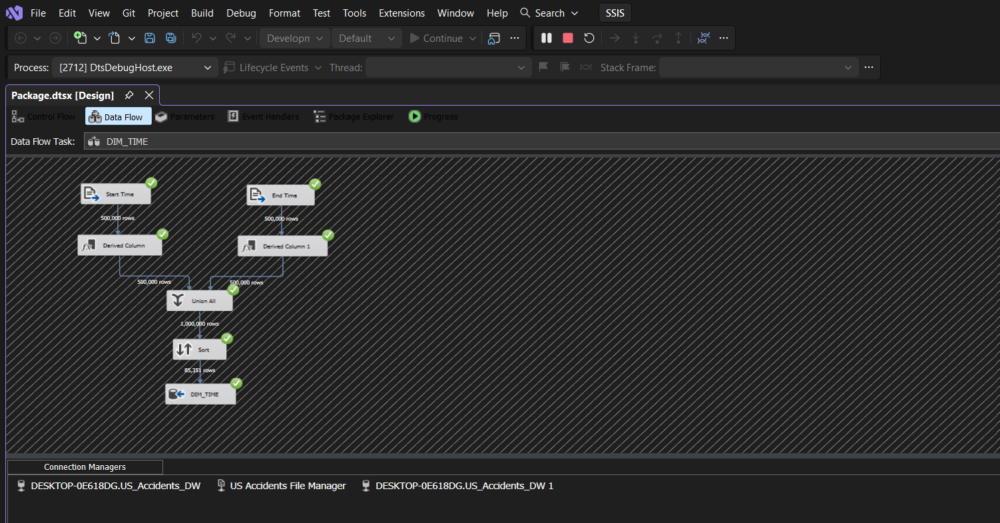 File Edit View Git Project Build Debug Format Test Tools Extensions Window Help Search SSIS
Developn Default Continue
Process: [2712] DtsDebugHost.exe Lifecycle Events Thread: Stack Frame:
Package.dtsx [Design]
Control Flow Data Flow Parameters Event Handlers Package Explorer Progress
Data Flow Task: DIM_TIME
Start Time End Time
500,000 rows 500,000 rows
Derived Column Derived Column 1
500,000 rows 500,000 rows
Union All
1,000,000 rows
Sort
85,351 rows
DIM_TIME
Connection Managers
DESKTOP-0E618DG.US_Accidents_DW US Accidents File Manager DESKTOP-0E618DG.US_Accidents_DW 1